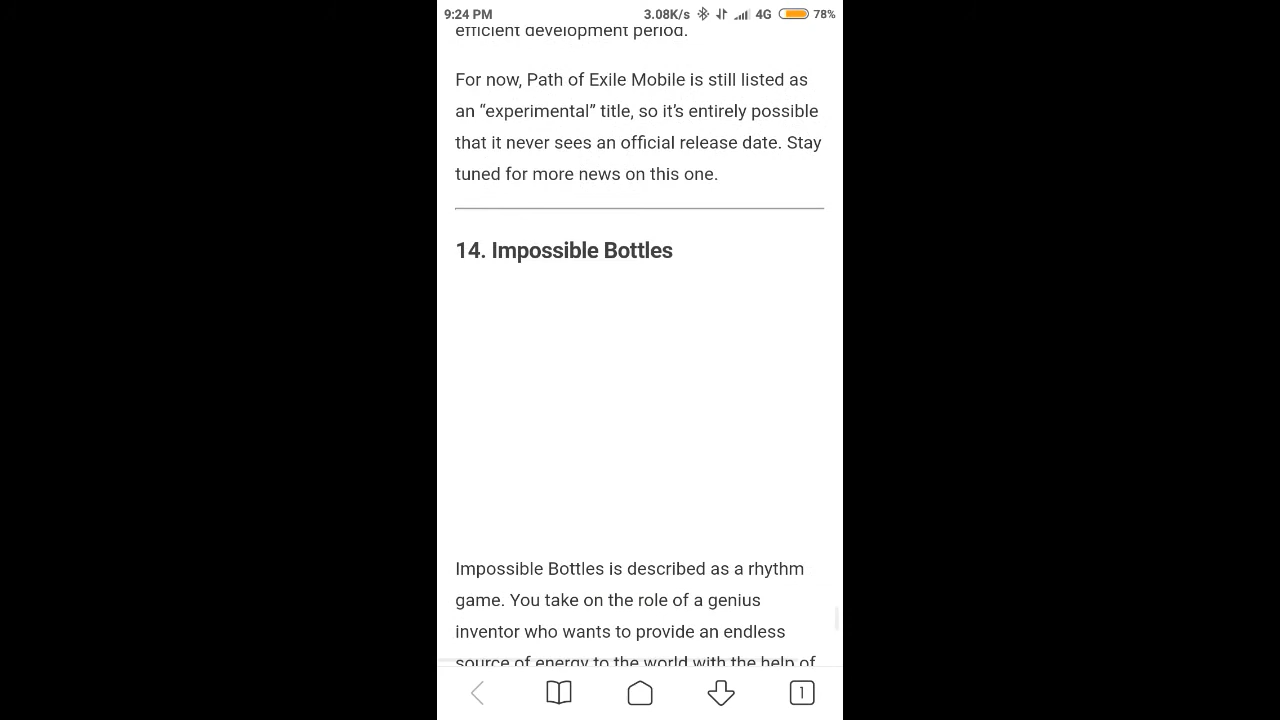 9:24 PM 3.08K/s 4G 78%
efficient development period.
For now, Path of Exile Mobile is still listed as
an “experimental” title, so it’s entirely possible
that it never sees an official release date. Stay
tuned for more news on this one.
14. Impossible Bottles
Impossible Bottles is described as a rhythm
game. You take on the role of a genius
inventor who wants to provide an endless
source of energy to the world with the help of
1